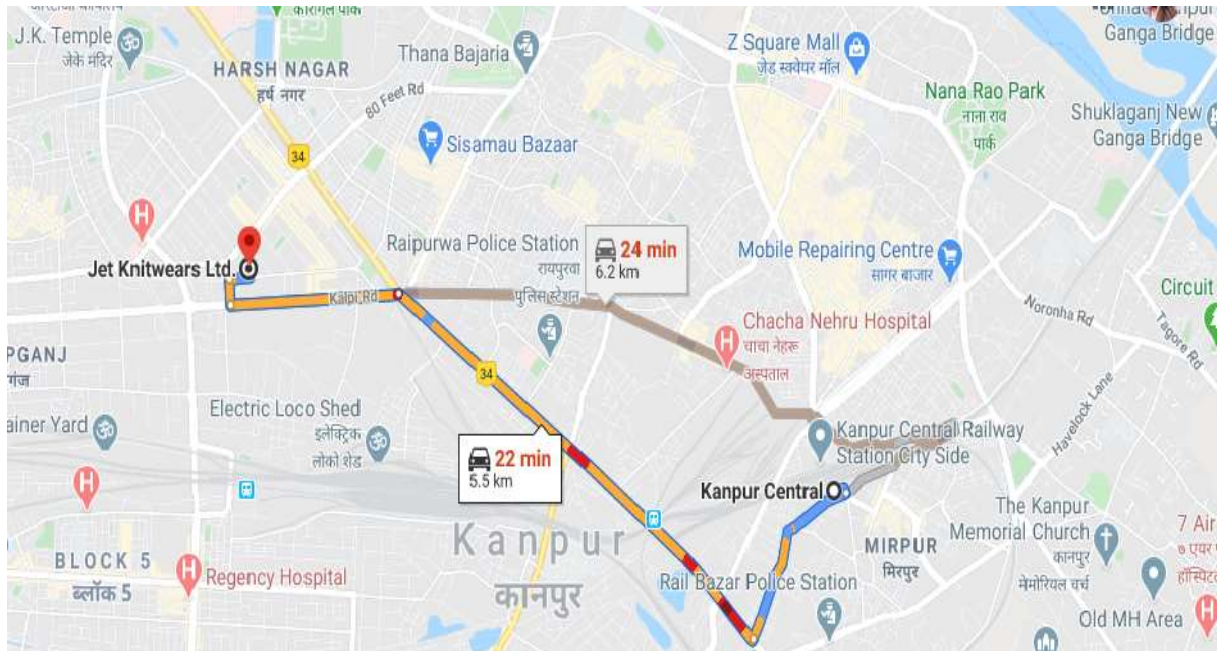 कारगिल पार्क
J.K. Temple
जेके मंदिर
HARSH NAGAR
हर्ष नगर
Thana Bajaria
80 Feet Rd
34
Sisamau Bazaar
Z Square Mall
जेड स्क्वेयर मॉल
Ganga Bridge
Nana Rao Park
नाना राव
पार्क
Shuklaganj New
Ganga Bridge
Jet Knitwears Ltd.
Kalpi Rd
Raipurwa Police Station
रायपुरवा
पुलिस स्टेशन
24 min
6.2 km
Mobile Repairing Centre
सागर बाजार
Noronha Rd
Circuit
Tagore Rd
Chacha Nehru Hospital
चाचा नेहरू
अस्पताल
PGANJ
गंज
34
Electric Loco Shed
इलेक्ट्रिक
लोको शेड
ainer Yard
22 min
5.5 km
Kanpur Central Railway
Station City Side
Havelock Lane
Kanpur Central
Kanpur
कानपुर
The Kanpur
Memorial Church
कानपुर
मेमोरियल चर्च
MIRPUR
मिरपुर
7 Air
BLOCK 5
ब्लॉक 5
Regency Hospital
Rail Bazar Police Station
Old MH Area